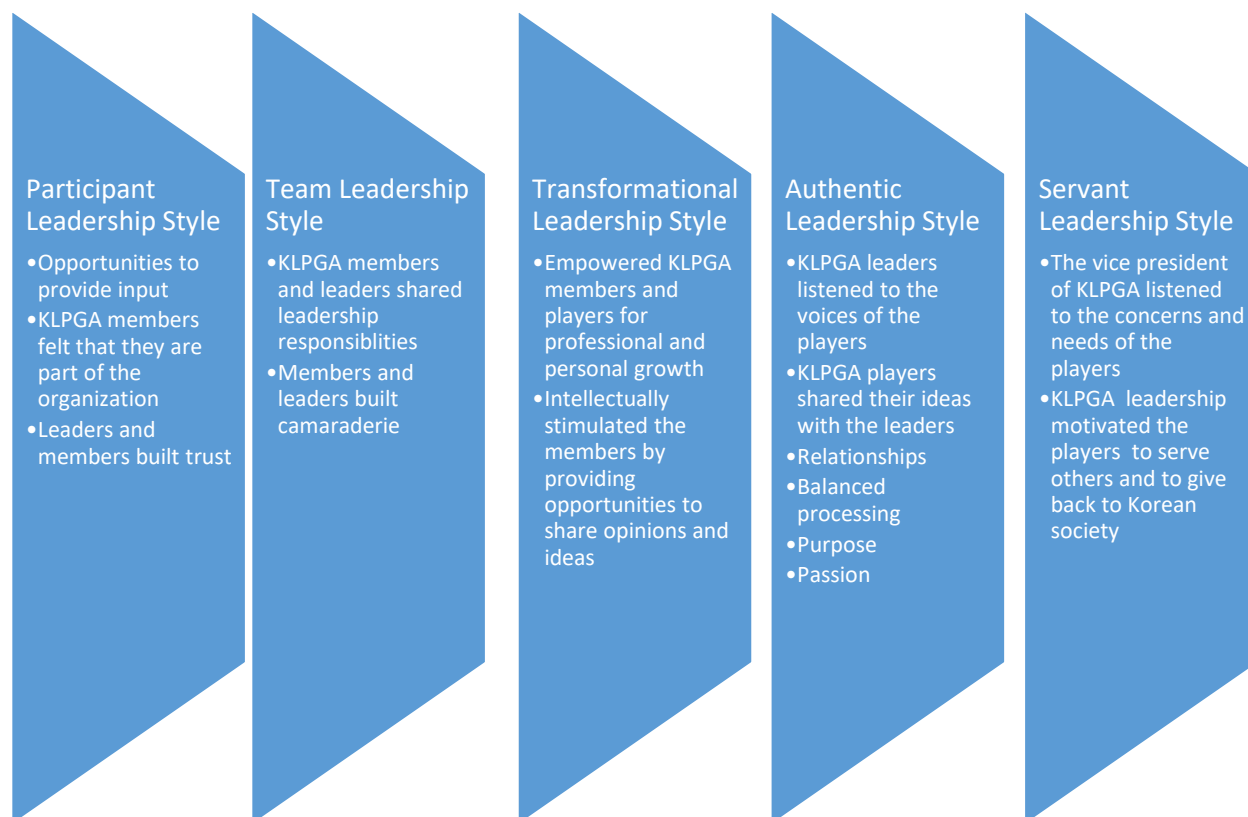 Participant
Leadership Style
•Opportunities to
provide input
•KLPGA members
felt that they are
part of the
organization
•Leaders and
members built trust
Team Leadership
Style
•KLPGA members
and leaders shared
leadership
responsiblities
•Members and
leaders built
camaraderie
Transformational
Leadership Style
•Empowered KLPGA
members and
players for
professional and
personal growth
•Intellectually
stimulated the
members by
providing
opportunities to
share opinions and
ideas
Authentic
Leadership Style
•KLPGA leaders
listened to the
voices of the
players
•KLPGA players
shared their ideas
with the leaders
•Relationships
•Balanced
processing
•Purpose
•Passion
Servant
Leadership Style
•The vice president
of KLPGA listened
to the concerns and
needs of the
players
•KLPGA leadership
motivated the
players to serve
others and to give
back to Korean
society